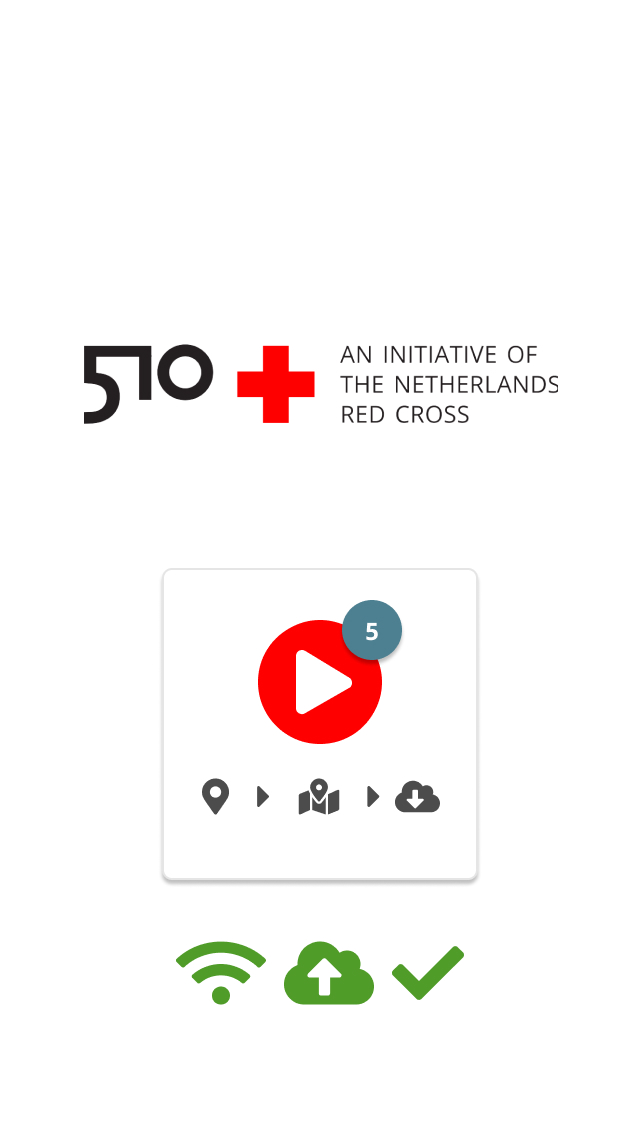 510
AN INITIATIVE OF
THE NETHERLANDS
RED CROSS
5